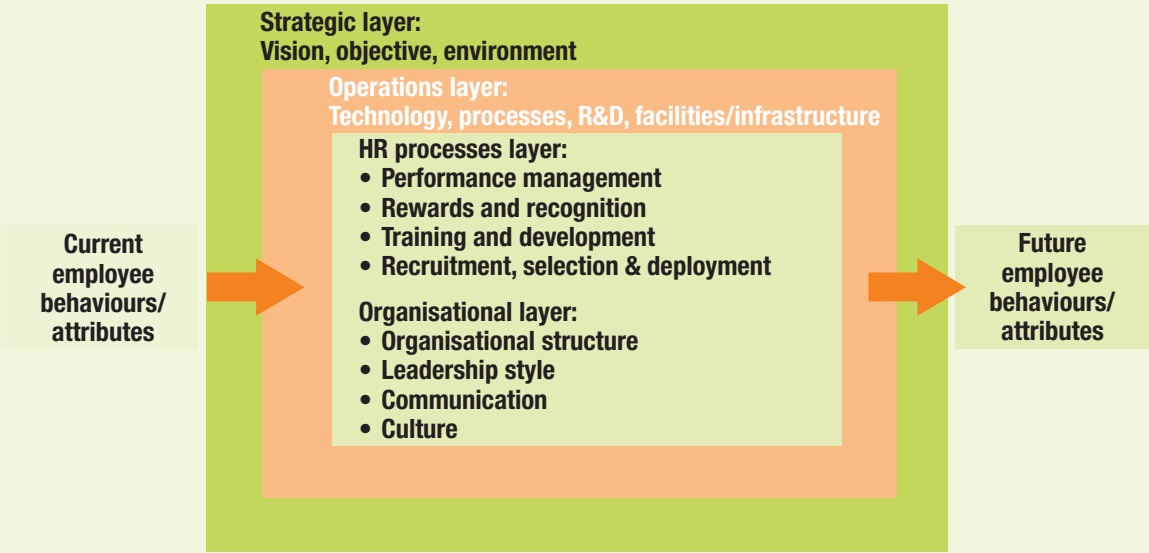 Strategic layer:
Vision, objective, environment
Operations layer:
Technology, processes, R&D, facilities/infrastructure
HR processes layer:
• Performance management
• Rewards and recognition
• Training and development
• Recruitment, selection & deployment
Organisational layer:
• Organisational structure
• Leadership style
• Communication
• Culture
Current
employee
behaviours/
attributes
Future
employee
behaviours/
attributes